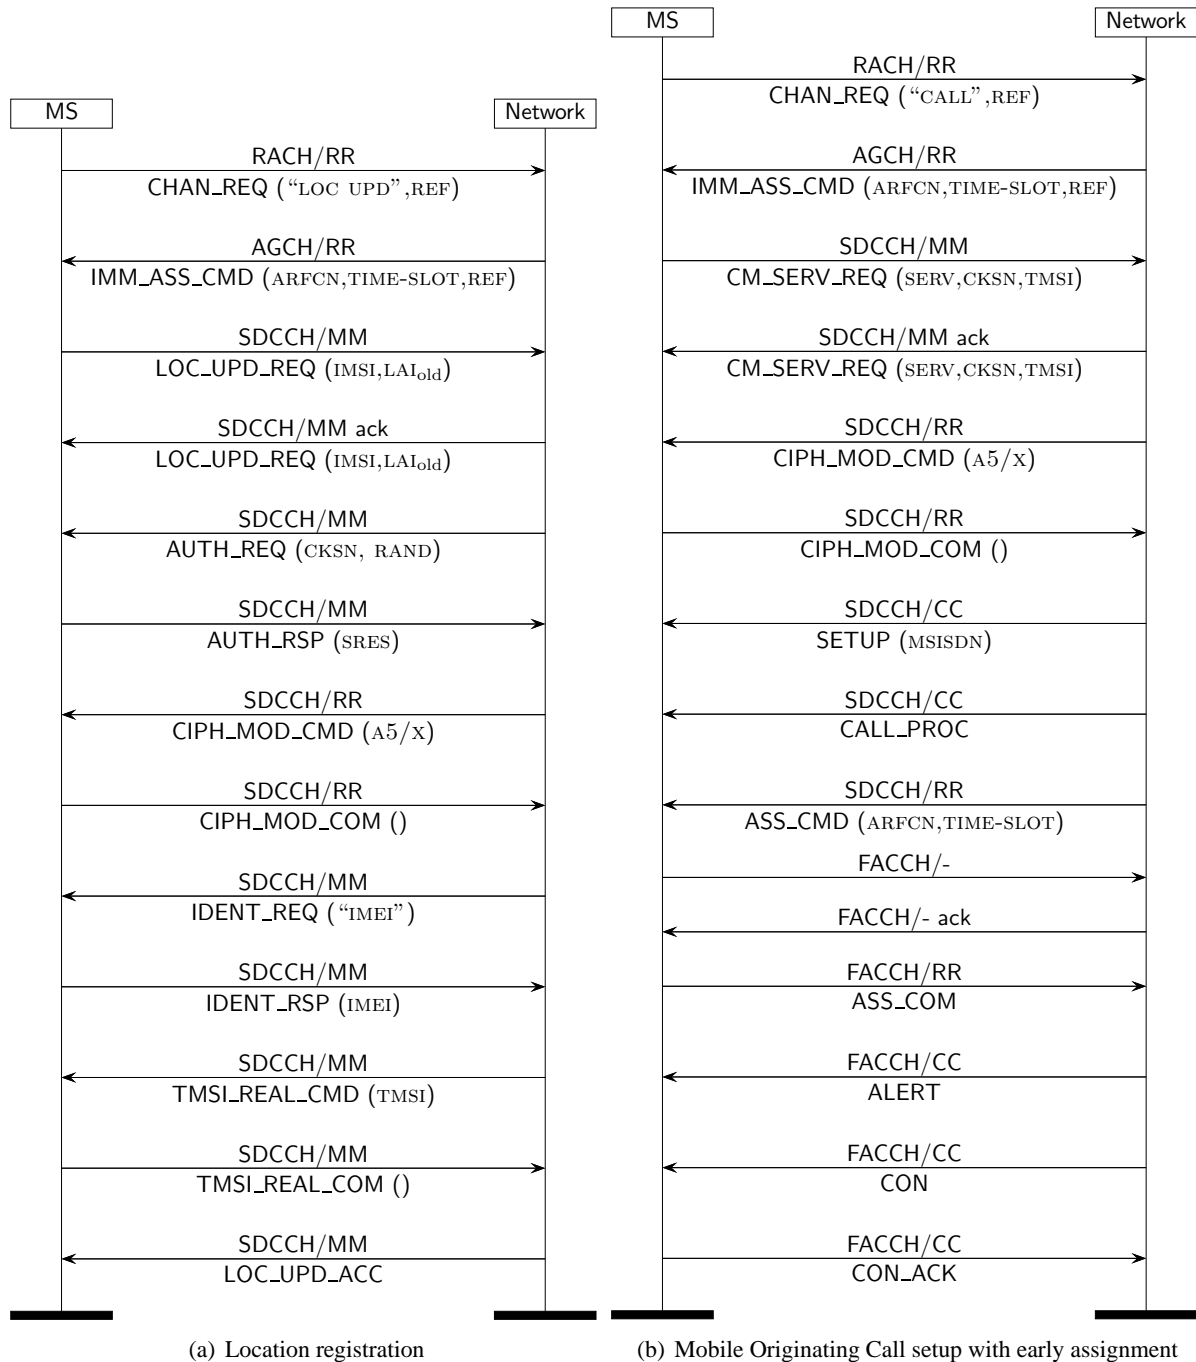 MS
Network
RACH/RR
CHAN_REQ (“LOC UPD”,REF)
AGCH/RR
IMM_ASS_CMD (ARFCN,TIME-SLOT,REF)
SDCCH/MM
LOC_UPD_REQ (IMSI,LAIold)
SDCCH/MM ack
LOC_UPD_REQ (IMSI,LAIold)
SDCCH/MM
AUTH_REQ (CKSN, RAND)
SDCCH/MM
AUTH_RSP (SRES)
SDCCH/RR
CIPH_MOD_CMD (A5/X)
SDCCH/RR
CIPH_MOD_COM ()
SDCCH/MM
IDENT_REQ (“IMEI”)
SDCCH/MM
IDENT_RSP (IMEI)
SDCCH/MM
TMSI_REAL_CMD (TMSI)
SDCCH/MM
TMSI_REAL_COM ()
SDCCH/MM
LOC_UPD_ACC
(a) Location registration
MS
Network
RACH/RR
CHAN_REQ (“CALL”,REF)
AGCH/RR
IMM_ASS_CMD (ARFCN,TIME-SLOT,REF)
SDCCH/MM
CM_SERV_REQ (SERV,CKSN,TMSI)
SDCCH/MM ack
CM_SERV_REQ (SERV,CKSN,TMSI)
SDCCH/RR
CIPH_MOD_CMD (A5/X)
SDCCH/RR
CIPH_MOD_COM ()
SDCCH/CC
SETUP (MSISDN)
SDCCH/CC
CALL_PROC
SDCCH/RR
ASS_CMD (ARFCN,TIME-SLOT)
FACCH/-
FACCH/- ack
FACCH/RR
ASS_COM
FACCH/CC
ALERT
FACCH/CC
CON
FACCH/CC
CON_ACK
(b) Mobile Originating Call setup with early assignment